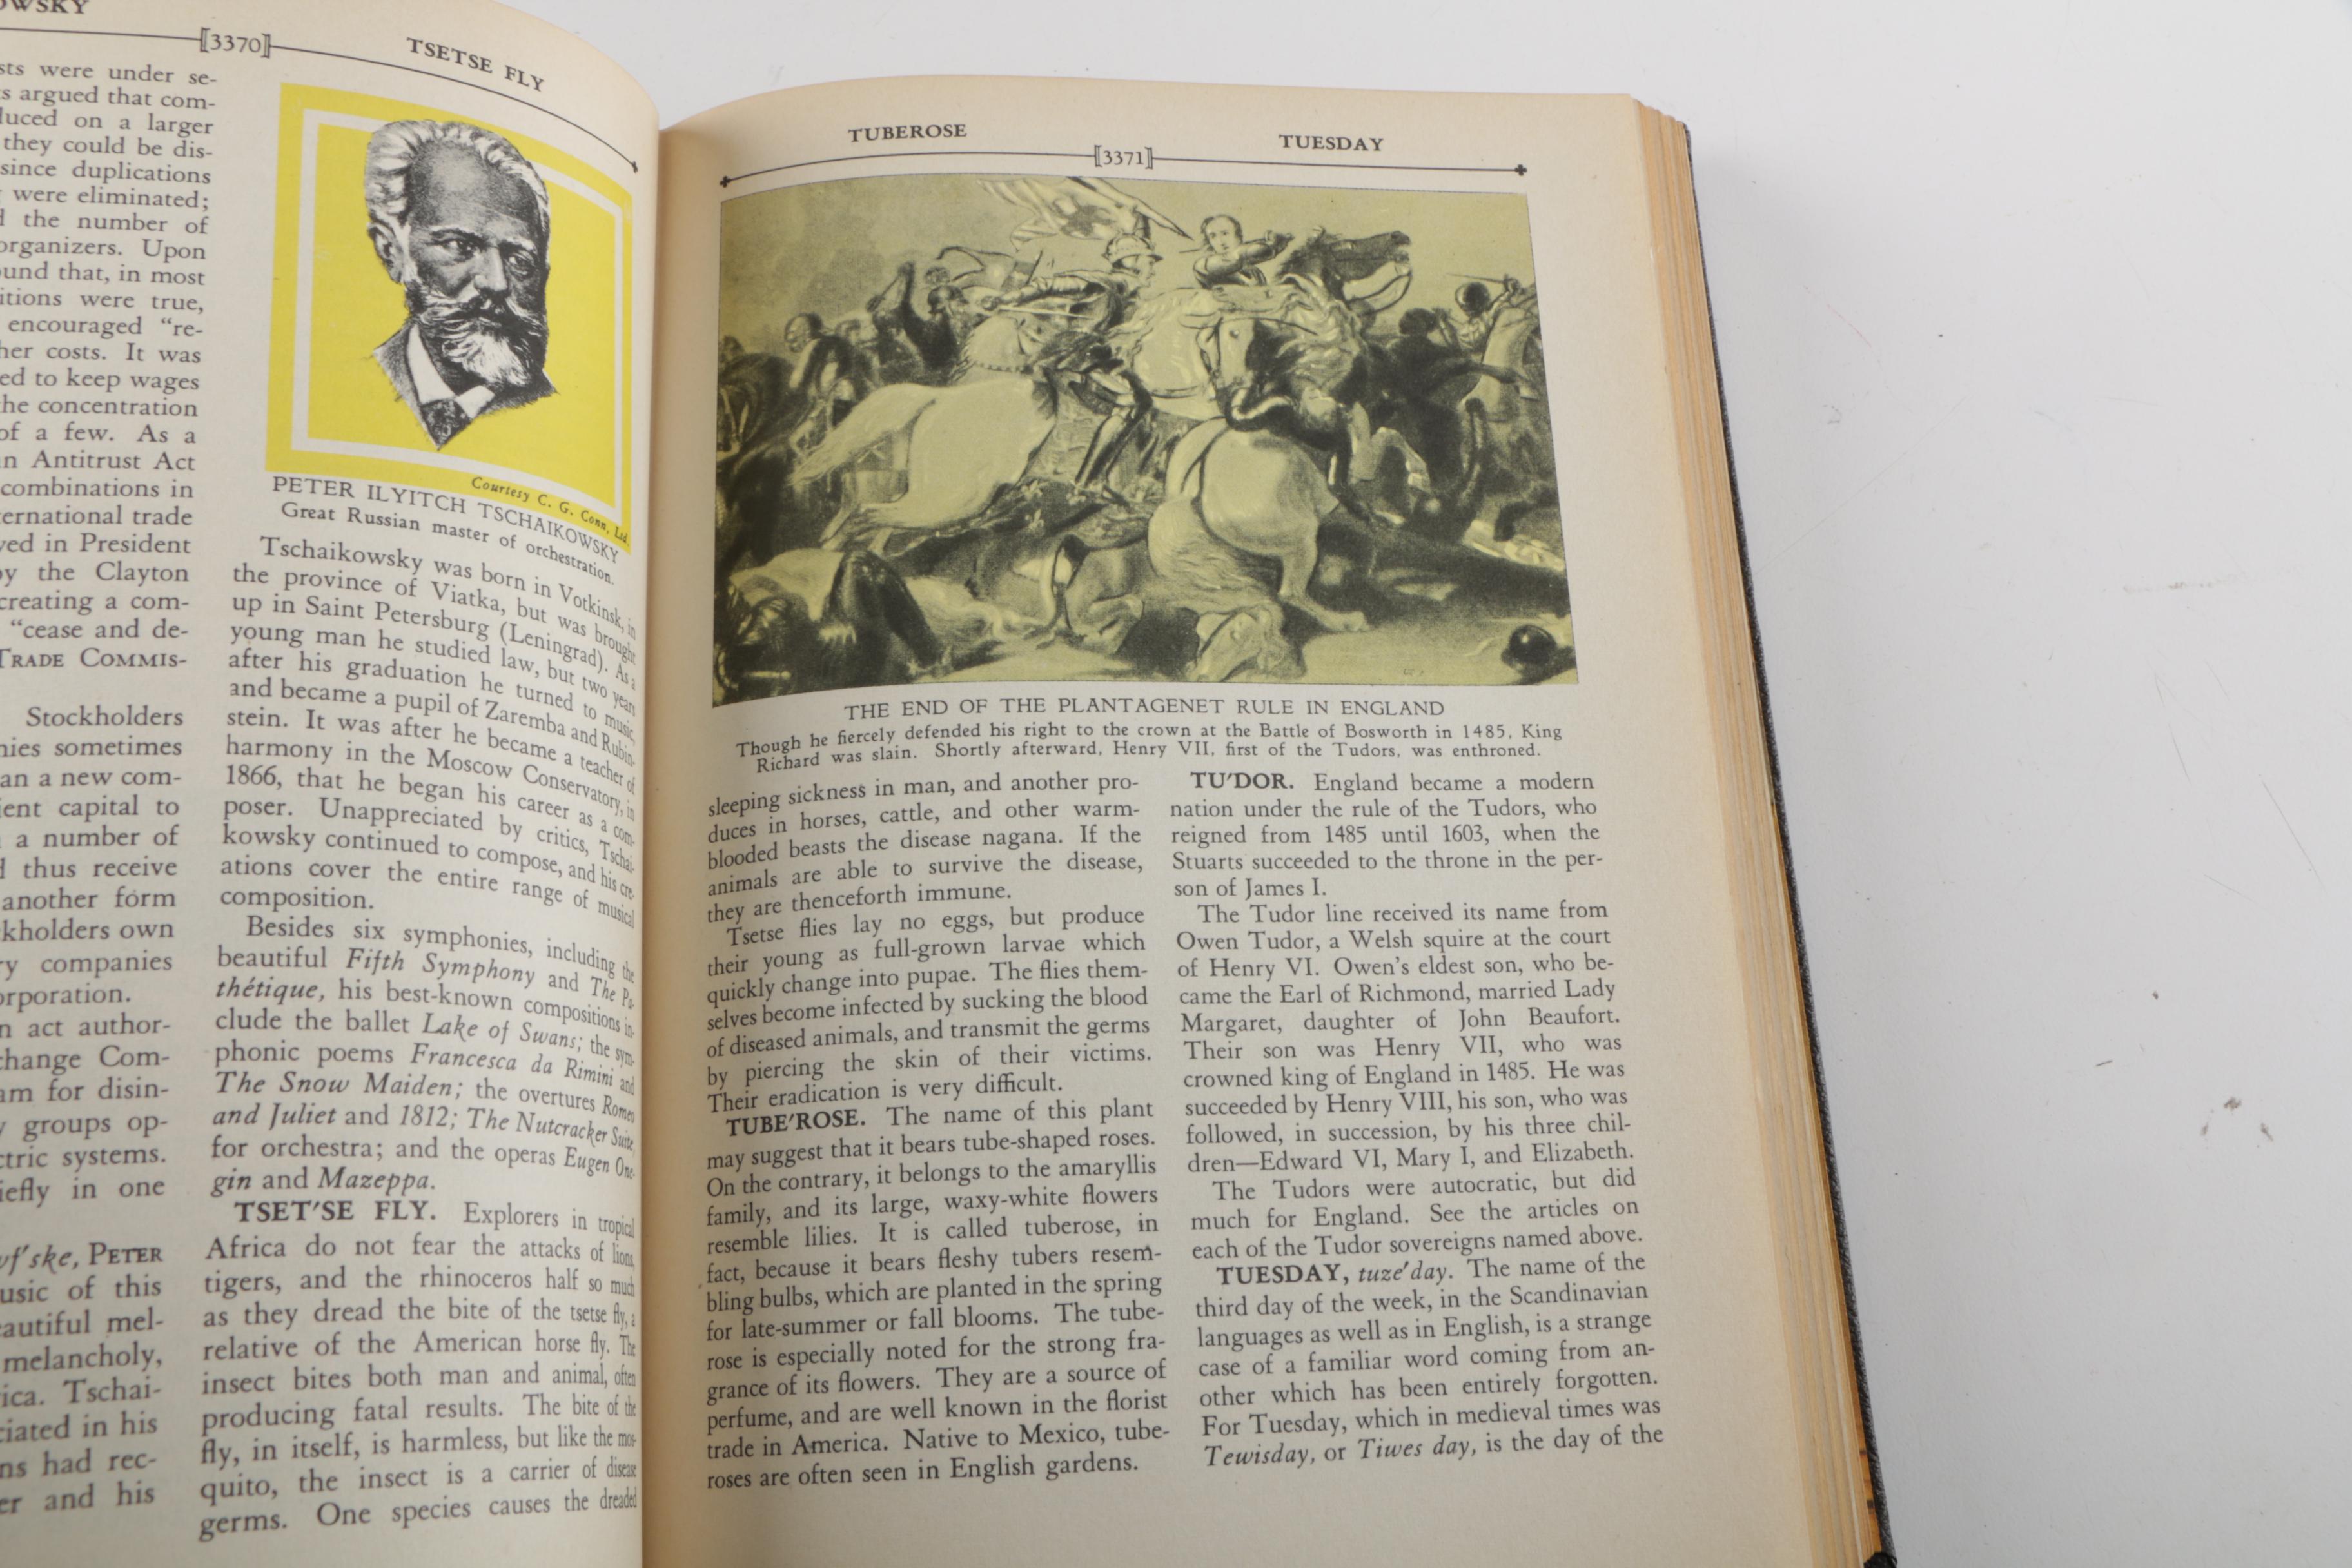 OWSKY
[3370]
TSETSE FLY
sts were under se-
s argued that com-
duced on a larger
they could be dis-
since duplications
were eliminated;
the number of
organizers. Upon
ound that, in most
itions were true,
encouraged “re-
her costs. It was
ed to keep wages
he concentration
of a few. As a
n Antitrust Act
combinations in
ternational trade
ved in President
by the Clayton
creating a com-
“cease and de-
TRADE COMMIS-
Stockholders
nies sometimes
an a new com-
ient capital to
a number of
thus receive
another form
ckholders own
ry companies
orporation.
n act author-
change Com-
am for disin-
groups op-
ctric systems.
iefly in one
vf'ske, PETER
usic of this
eautiful mel-
melancholy,
ica. Tschai-
ciated in his
ns had rec-
er and his
Courtesy C. G. Conn, Ltd.
PETER ILYITCH TSCHAIKOWSKY
Great Russian master of orchestration.
Tschaikowsky was born in Votkinsk, in
the province of Viatka, but was brought
up in Saint Petersburg (Leningrad). As a
young man he studied law, but two years
after his graduation he turned to music,
and became a pupil of Zaremba and Rubin-
stein. It was after he became a teacher of
harmony in the Moscow Conservatory, in
1866, that he began his career as a com-
poser. Unappreciated by critics, Tschai-
kowsky continued to compose, and his cre-
ations cover the entire range of musical
composition.
Besides six symphonies, including the
beautiful Fifth Symphony and The Pa-
thétique, his best-known compositions in-
clude the ballet Lake of Swans; the sym-
phonic poems Francesca da Rimini and
The Snow Maiden; the overtures Romeo
and Juliet and 1812; The Nutcracker Suite,
for orchestra; and the operas Eugen One-
gin and Mazeppa.
TSET'SE FLY. Explorers in tropical
Africa do not fear the attacks of lions,
tigers, and the rhinoceros half so much
as they dread the bite of the tsetse fly, a
relative of the American horse fly. The
insect bites both man and animal, often
producing fatal results. The bite of the
fly, in itself, is harmless, but like the mos-
quito, the insect is a carrier of disease
germs. One species causes the dreaded
TUBEROSE
[3371]
TUESDAY
THE END OF THE PLANTAGENET RULE IN ENGLAND
Though he fiercely defended his right to the crown at the Battle of Bosworth in 1485, King
Richard was slain. Shortly afterward, Henry VII, first of the Tudors, was enthroned.
sleeping sickness in man, and another pro-
duces in horses, cattle, and other warm-
blooded beasts the disease nagana. If the
animals are able to survive the disease,
they are thenceforth immune.
Tsetse flies lay no eggs, but produce
their young as full-grown larvae which
quickly change into pupae. The flies them-
selves become infected by sucking the blood
of diseased animals, and transmit the germs
by piercing the skin of their victims.
Their eradication is very difficult.
TUBE'ROSE. The name of this plant
may suggest that it bears tube-shaped roses.
On the contrary, it belongs to the amaryllis
family, and its large, waxy-white flowers
resemble lilies. It is called tuberose, in
fact, because it bears fleshy tubers resem-
bling bulbs, which are planted in the spring
for late-summer or fall blooms. The tube-
rose is especially noted for the strong fra-
grance of its flowers. They are a source of
perfume, and are well known in the florist
trade in America. Native to Mexico, tube-
roses are often seen in English gardens.
TU'DOR. England became a modern
nation under the rule of the Tudors, who
reigned from 1485 until 1603, when the
Stuarts succeeded to the throne in the per-
son of James I.
The Tudor line received its name from
Owen Tudor, a Welsh squire at the court
of Henry VI. Owen's eldest son, who be-
came the Earl of Richmond, married Lady
Margaret, daughter of John Beaufort.
Their son was Henry VII, who was
crowned king of England in 1485. He was
succeeded by Henry VIII, his son, who was
followed, in succession, by his three chil-
dren—Edward VI, Mary I, and Elizabeth.
The Tudors were autocratic, but did
much for England. See the articles on
each of the Tudor sovereigns named above.
TUESDAY, tuze'day. The name of the
third day of the week, in the Scandinavian
languages as well as in English, is a strange
case of a familiar word coming from an-
other which has been entirely forgotten.
For Tuesday, which in medieval times was
Tewisday, or Tiwes day, is the day of the